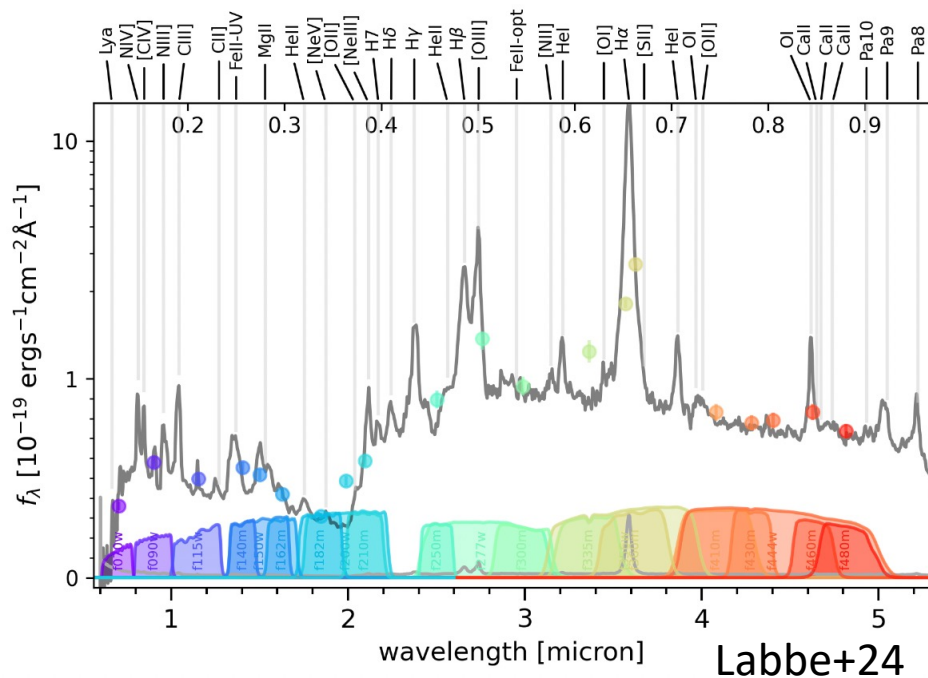 Lya
NIV]
[CIV]
NIII]
CIII]
CII]
FeII-UV
MgII
HeII
[NeV]
[OII]
[NeIII]
H7
Hδ
Hγ
HeII
Hβ
[OIII]
FeII-opt
[NII]
HeI
[OI]
Hα
[SII]
HeI
OI
[OII]
OI
CaII
CaII
CaII
Pa10
Pa9
Pa8
0.2 0.3 0.4 0.5 0.6 0.7 0.8 0.9
10
1
0
fλ [10⁻¹⁹ ergs⁻¹cm⁻²Å⁻¹]
f070w
f090w
f115w
f140m
f150w
f162m
f182m
f200w
f210m
f250m
f277w
f300m
f335m
f410m
f430m
f444w
f460m
f480m
1 2 3 4 5
wavelength [micron]
Labbe+24